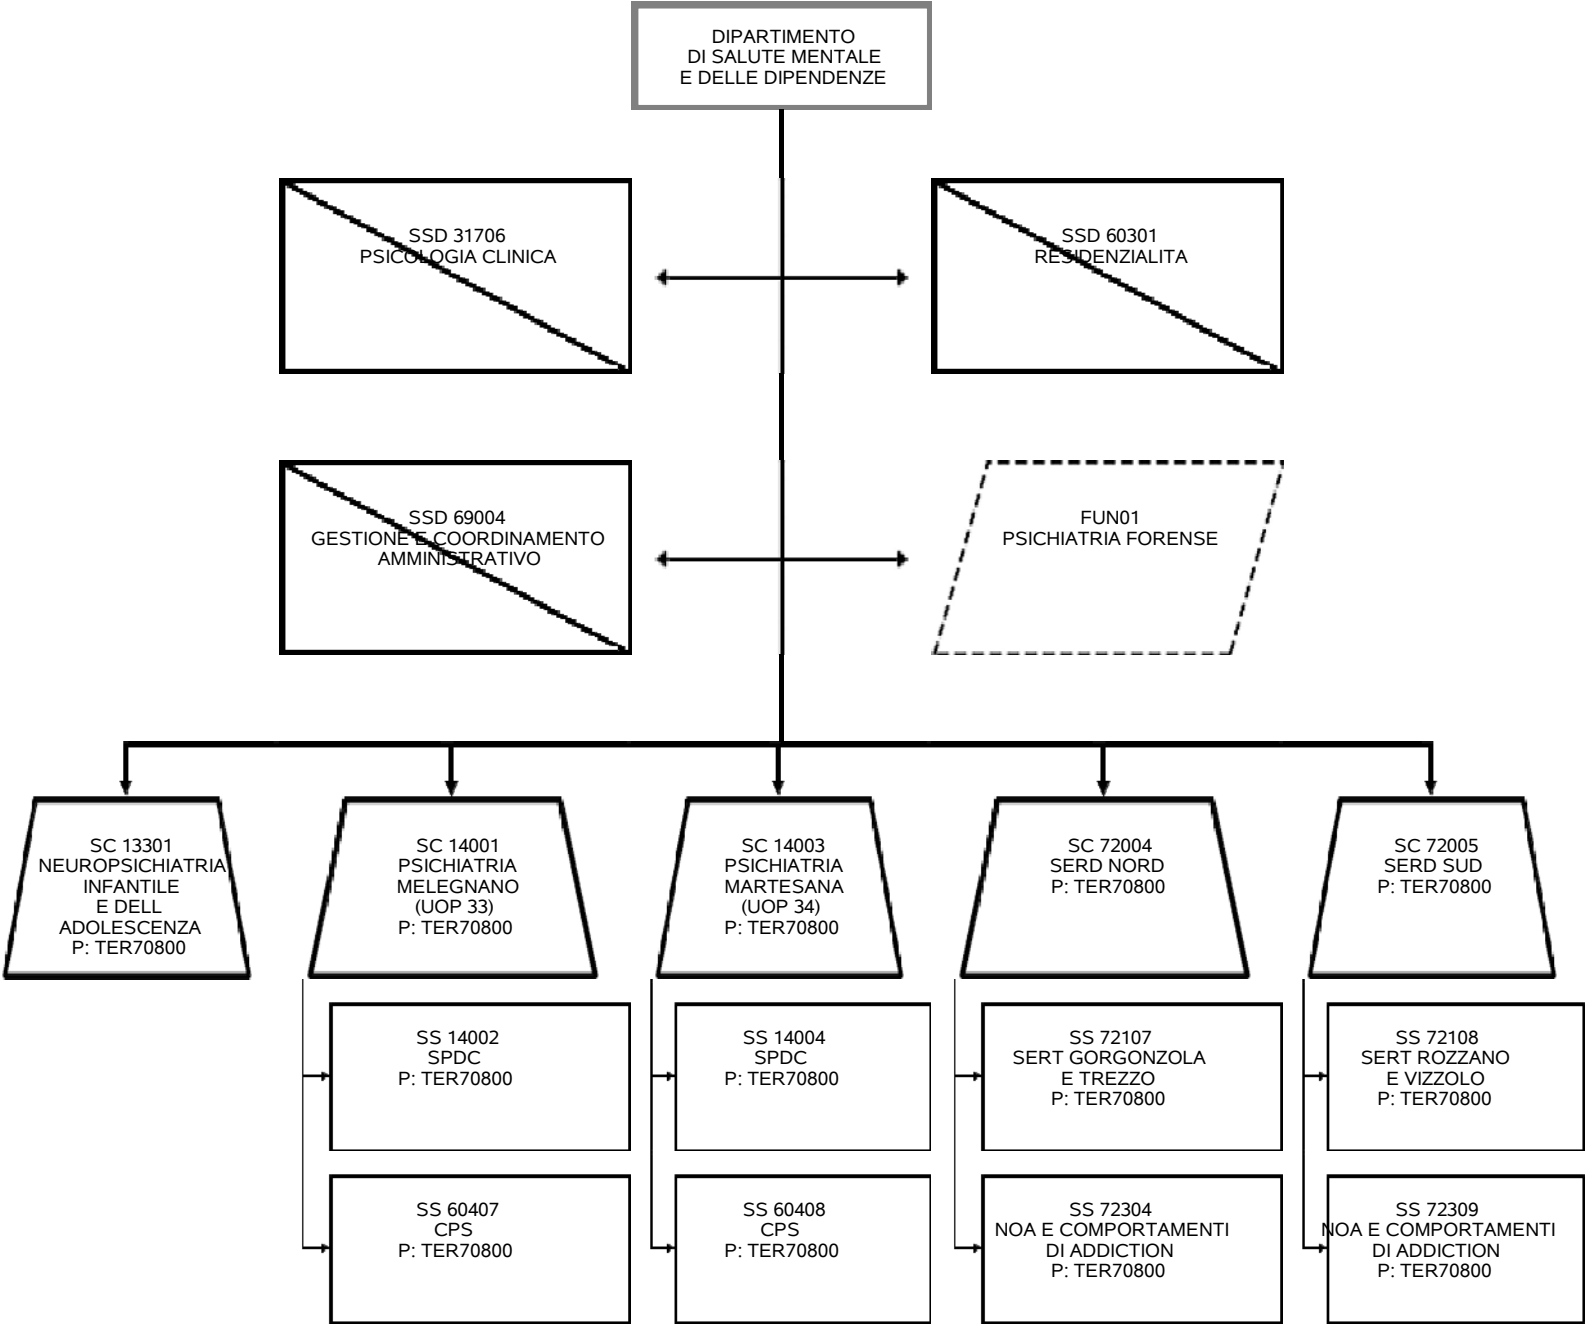 DIPARTIMENTO
DI SALUTE MENTALE
E DELLE DIPENDENZE
SSD 31706
PSICOLOGIA CLINICA
SSD 60301
RESIDENZIALITA
SSD 69004
GESTIONE E COORDINAMENTO
AMMINISTRATIVO
FUN01
PSICHIATRIA FORENSE
SC 13301
NEUROPSICHIATRIA
INFANTILE
E DELL
ADOLESCENZA
P: TER70800
SC 14001
PSICHIATRIA
MELEGNANO
(UOP 33)
P: TER70800
SC 14003
PSICHIATRIA
MARTESANA
(UOP 34)
P: TER70800
SC 72004
SERD NORD
P: TER70800
SC 72005
SERD SUD
P: TER70800
SS 14002
SPDC
P: TER70800
SS 14004
SPDC
P: TER70800
SS 72107
SERT GORGONZOLA
E TREZZO
P: TER70800
SS 72108
SERT ROZZANO
E VIZZOLO
P: TER70800
SS 60407
CPS
P: TER70800
SS 60408
CPS
P: TER70800
SS 72304
NOA E COMPORTAMENTI
DI ADDICTION
P: TER70800
SS 72309
NOA E COMPORTAMENTI
DI ADDICTION
P: TER70800